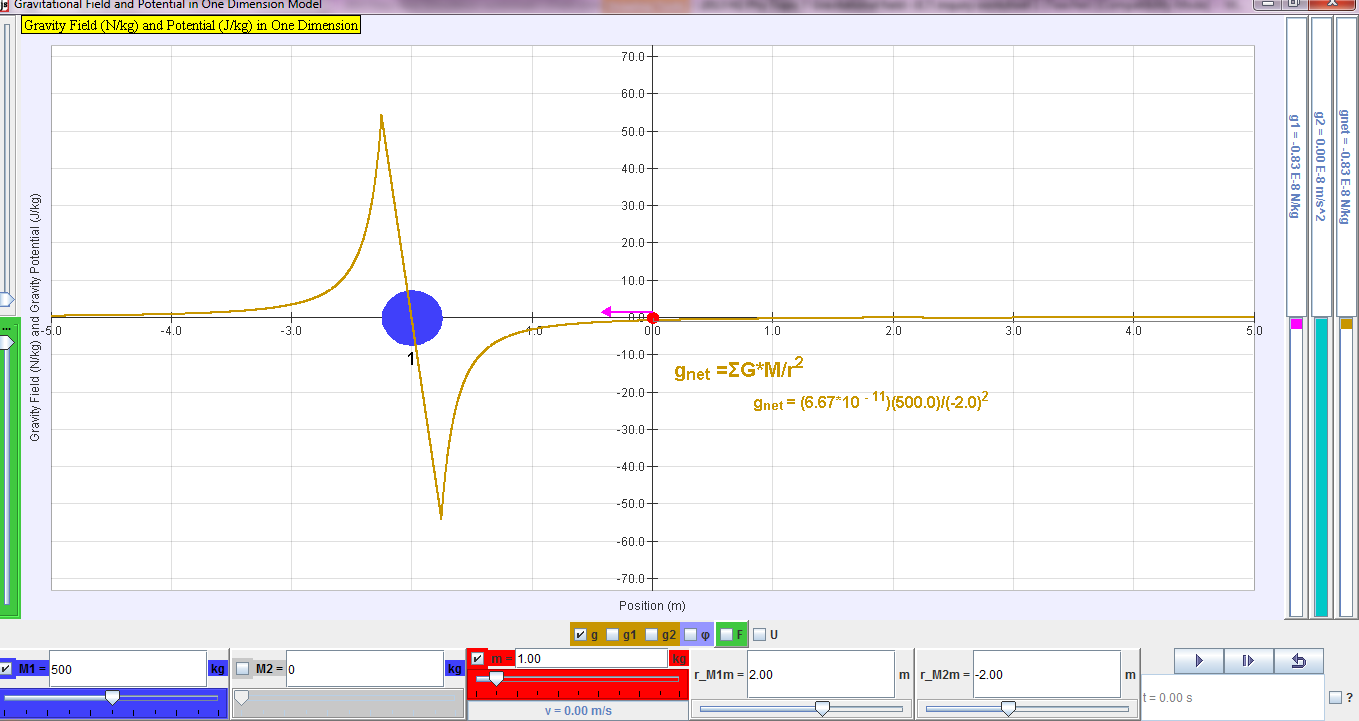 Gravitational Field and Potential in One Dimension Model
Gravity Field (N/kg) and Potential (J/kg) in One Dimension
70.0
60.0
50.0
40.0
30.0
20.0
10.0
0.0
-10.0
-20.0
-30.0
-40.0
-50.0
-60.0
-70.0
-5.0 -4.0 -3.0 0.0 1.0 2.0 3.0 4.0 5.0
Gravity Field (N/kg) and Gravity Potential (J/kg)
Position (m)
1
gnet =ΣG*M/r2
gnet = (6.67*10 - 11)(500.0)/(-2.0)2
g1 = -0.83 E-8 N/kg
g2 = 0.00 E-8 m/s^2
gnet = -0.83 E-8 N/kg
...
g g1 g2 φ F U
M1 = 500 kg M2 = 0 kg m = 1.00 kg r_M1m = 2.00 m r_M2m = -2.00 m
v = 0.00 m/s
t = 0.00 s
?